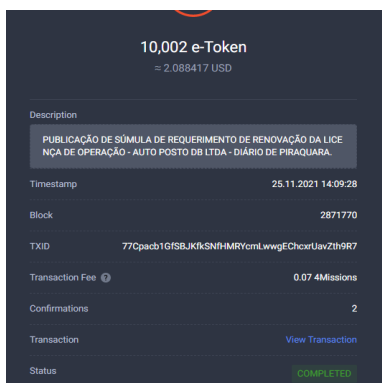 10,002 e-Token
≈ 2.088417 USD
Description
PUBLICAÇÃO DE SÚMULA DE REQUERIMENTO DE RENOVAÇÃO DA LICE
NÇA DE OPERAÇÃO - AUTO POSTO DB LTDA - DIÁRIO DE PIRAQUARA.
Timestamp 25.11.2021 14:09:28
Block 2871770
TXID 77Cpacb1GfSBJKfkSNfHMRYcmLwwgEChcxrUavZth9R7
Transaction Fee ? 0.07 4Missions
Confirmations 2
Transaction View Transaction
Status COMPLETED